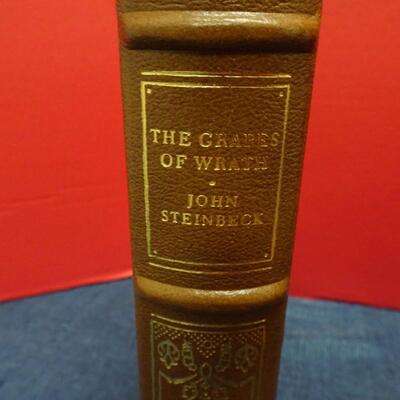 THE GRAPES
OF WRATH
JOHN
STEINBECK